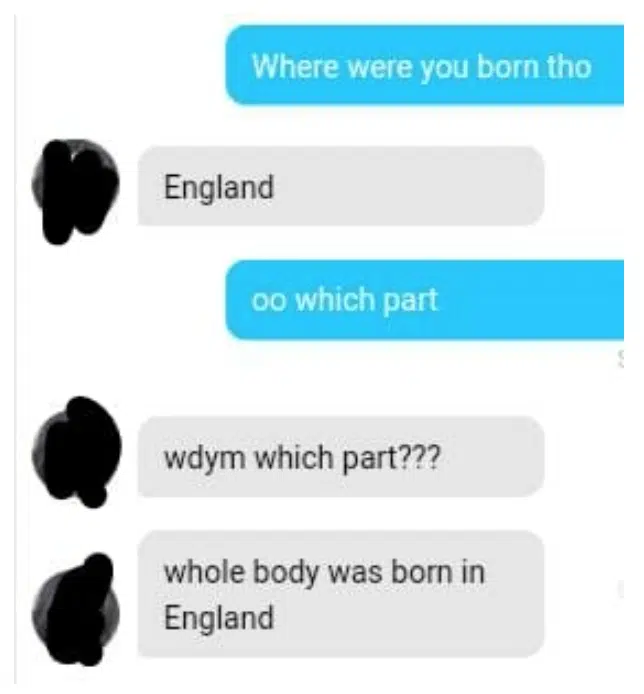 Where were you born tho
England
oo which part
wdym which part???
whole body was born in
England